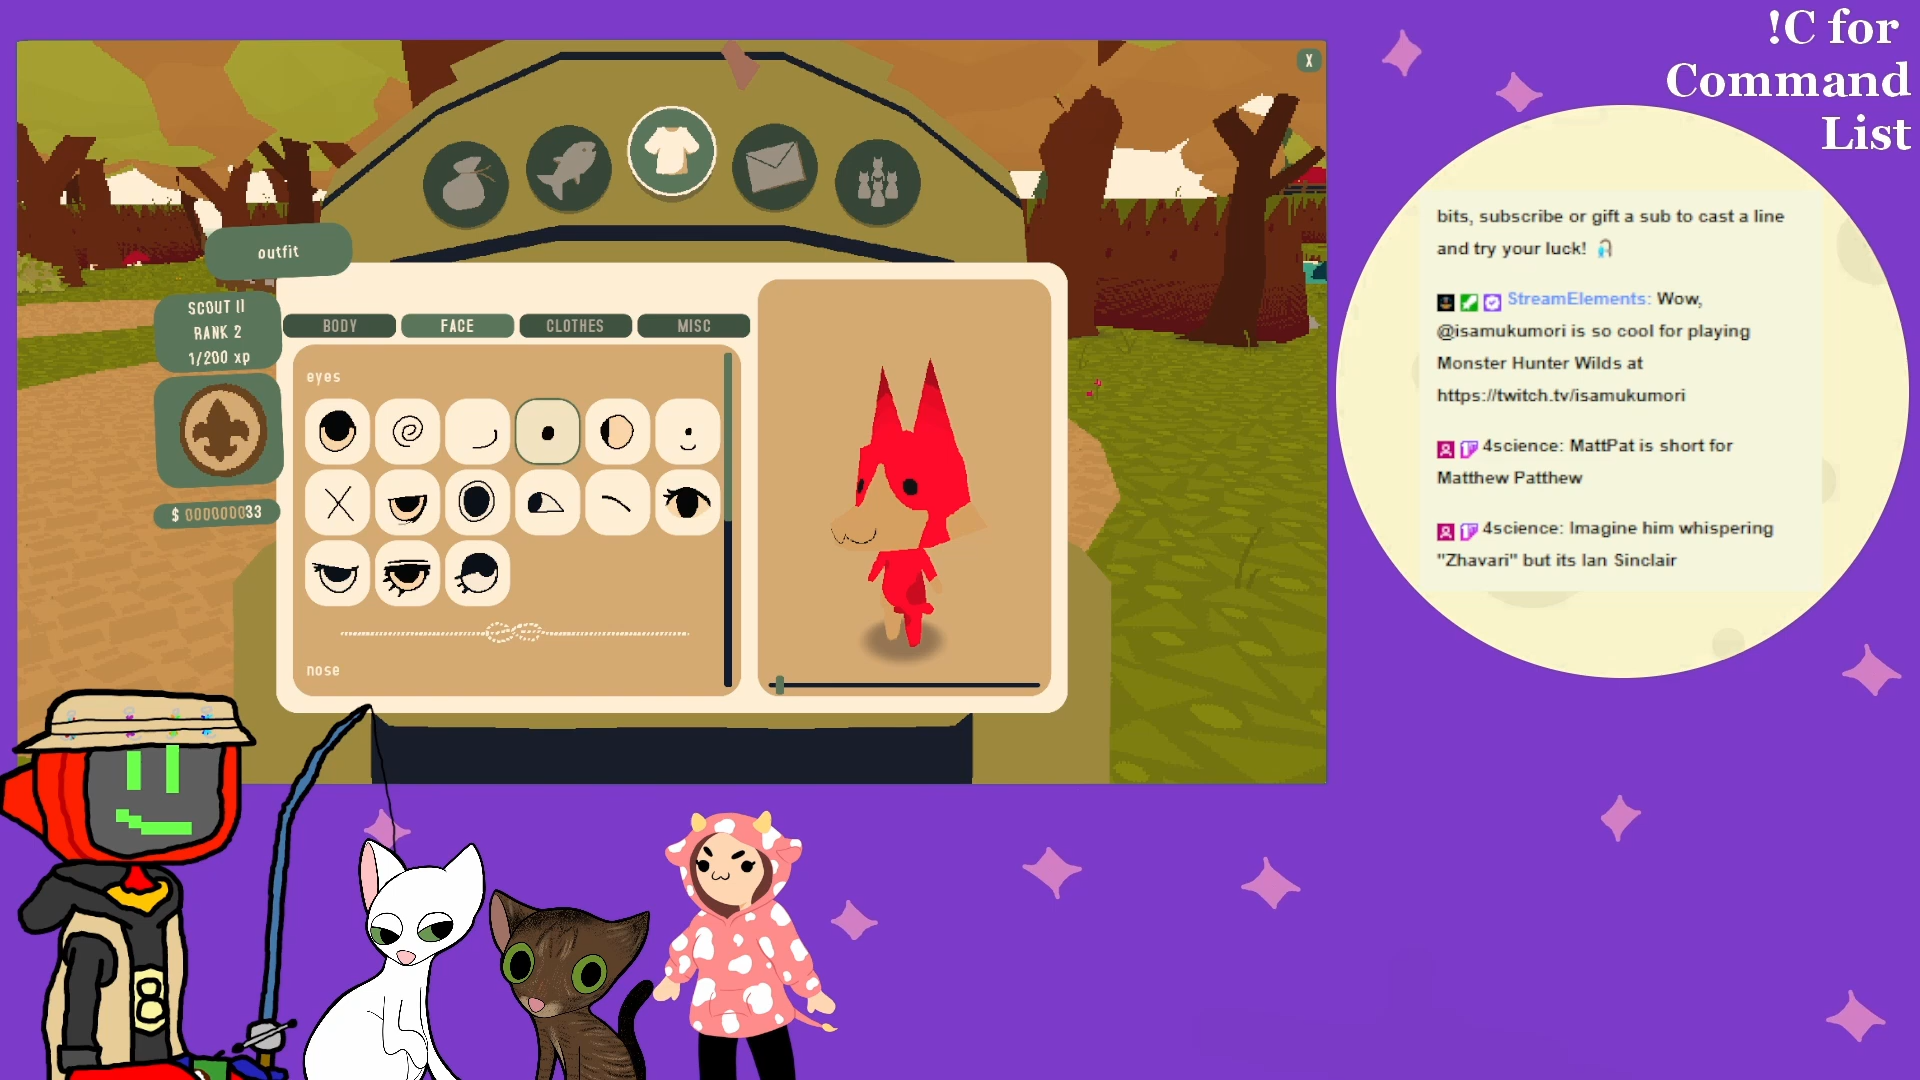 !C for
Command
List
X
outfit
SCOUT II
RANK 2
1/200 xp
$ 0000000033
BODY
FACE
CLOTHES
MISC
eyes
nose
8
bits, subscribe or gift a sub to cast a line
and try your luck!
StreamElements: Wow,
@isamukumori is so cool for playing
Monster Hunter Wilds at
https://twitch.tv/isamukumori
4science: MattPat is short for
Matthew Patthew
4science: Imagine him whispering
"Zhavari" but its Ian Sinclair